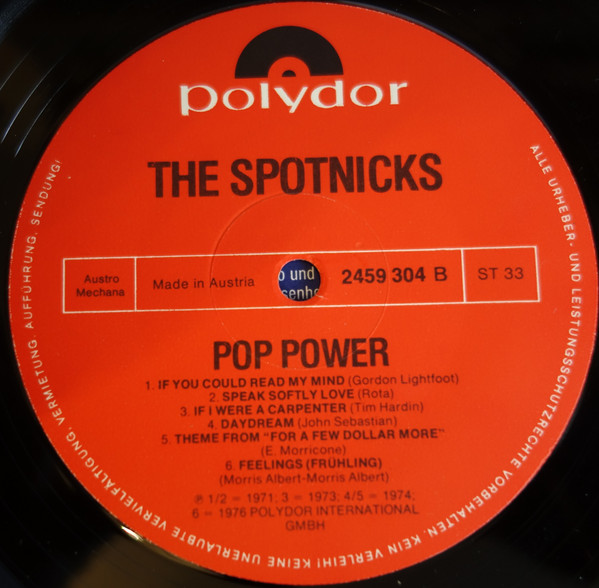 polydor
THE SPOTNICKS
Austro
Mechana
Made in Austria
o und
senhe
2459 304 B
ST 33
POP POWER
1. IF YOU COULD READ MY MIND (Gordon Lightfoot)
2. SPEAK SOFTLY LOVE (Rota)
3. IF I WERE A CARPENTER (Tim Hardin)
4. DAYDREAM (John Sebastian)
5. THEME FROM "FOR A FEW DOLLAR MORE"
(E. Morricone)
6. FEELINGS (FRÜHLING)
(Morris Albert-Morris Albert)
℗ 1/2 = 1971; 3 = 1973; 4/5 = 1974;
6 = 1976 POLYDOR INTERNATIONAL
GMBH
ALLE URHEBER- UND LEISTUNGSSCHUTZRECHTE VORBEHALTEN. KEIN VERLEIH! KEINE UNERLAUBTE VERVIELFÄLTIGUNG, VERMIETUNG, AUFFÜHRUNG, SENDUNG!